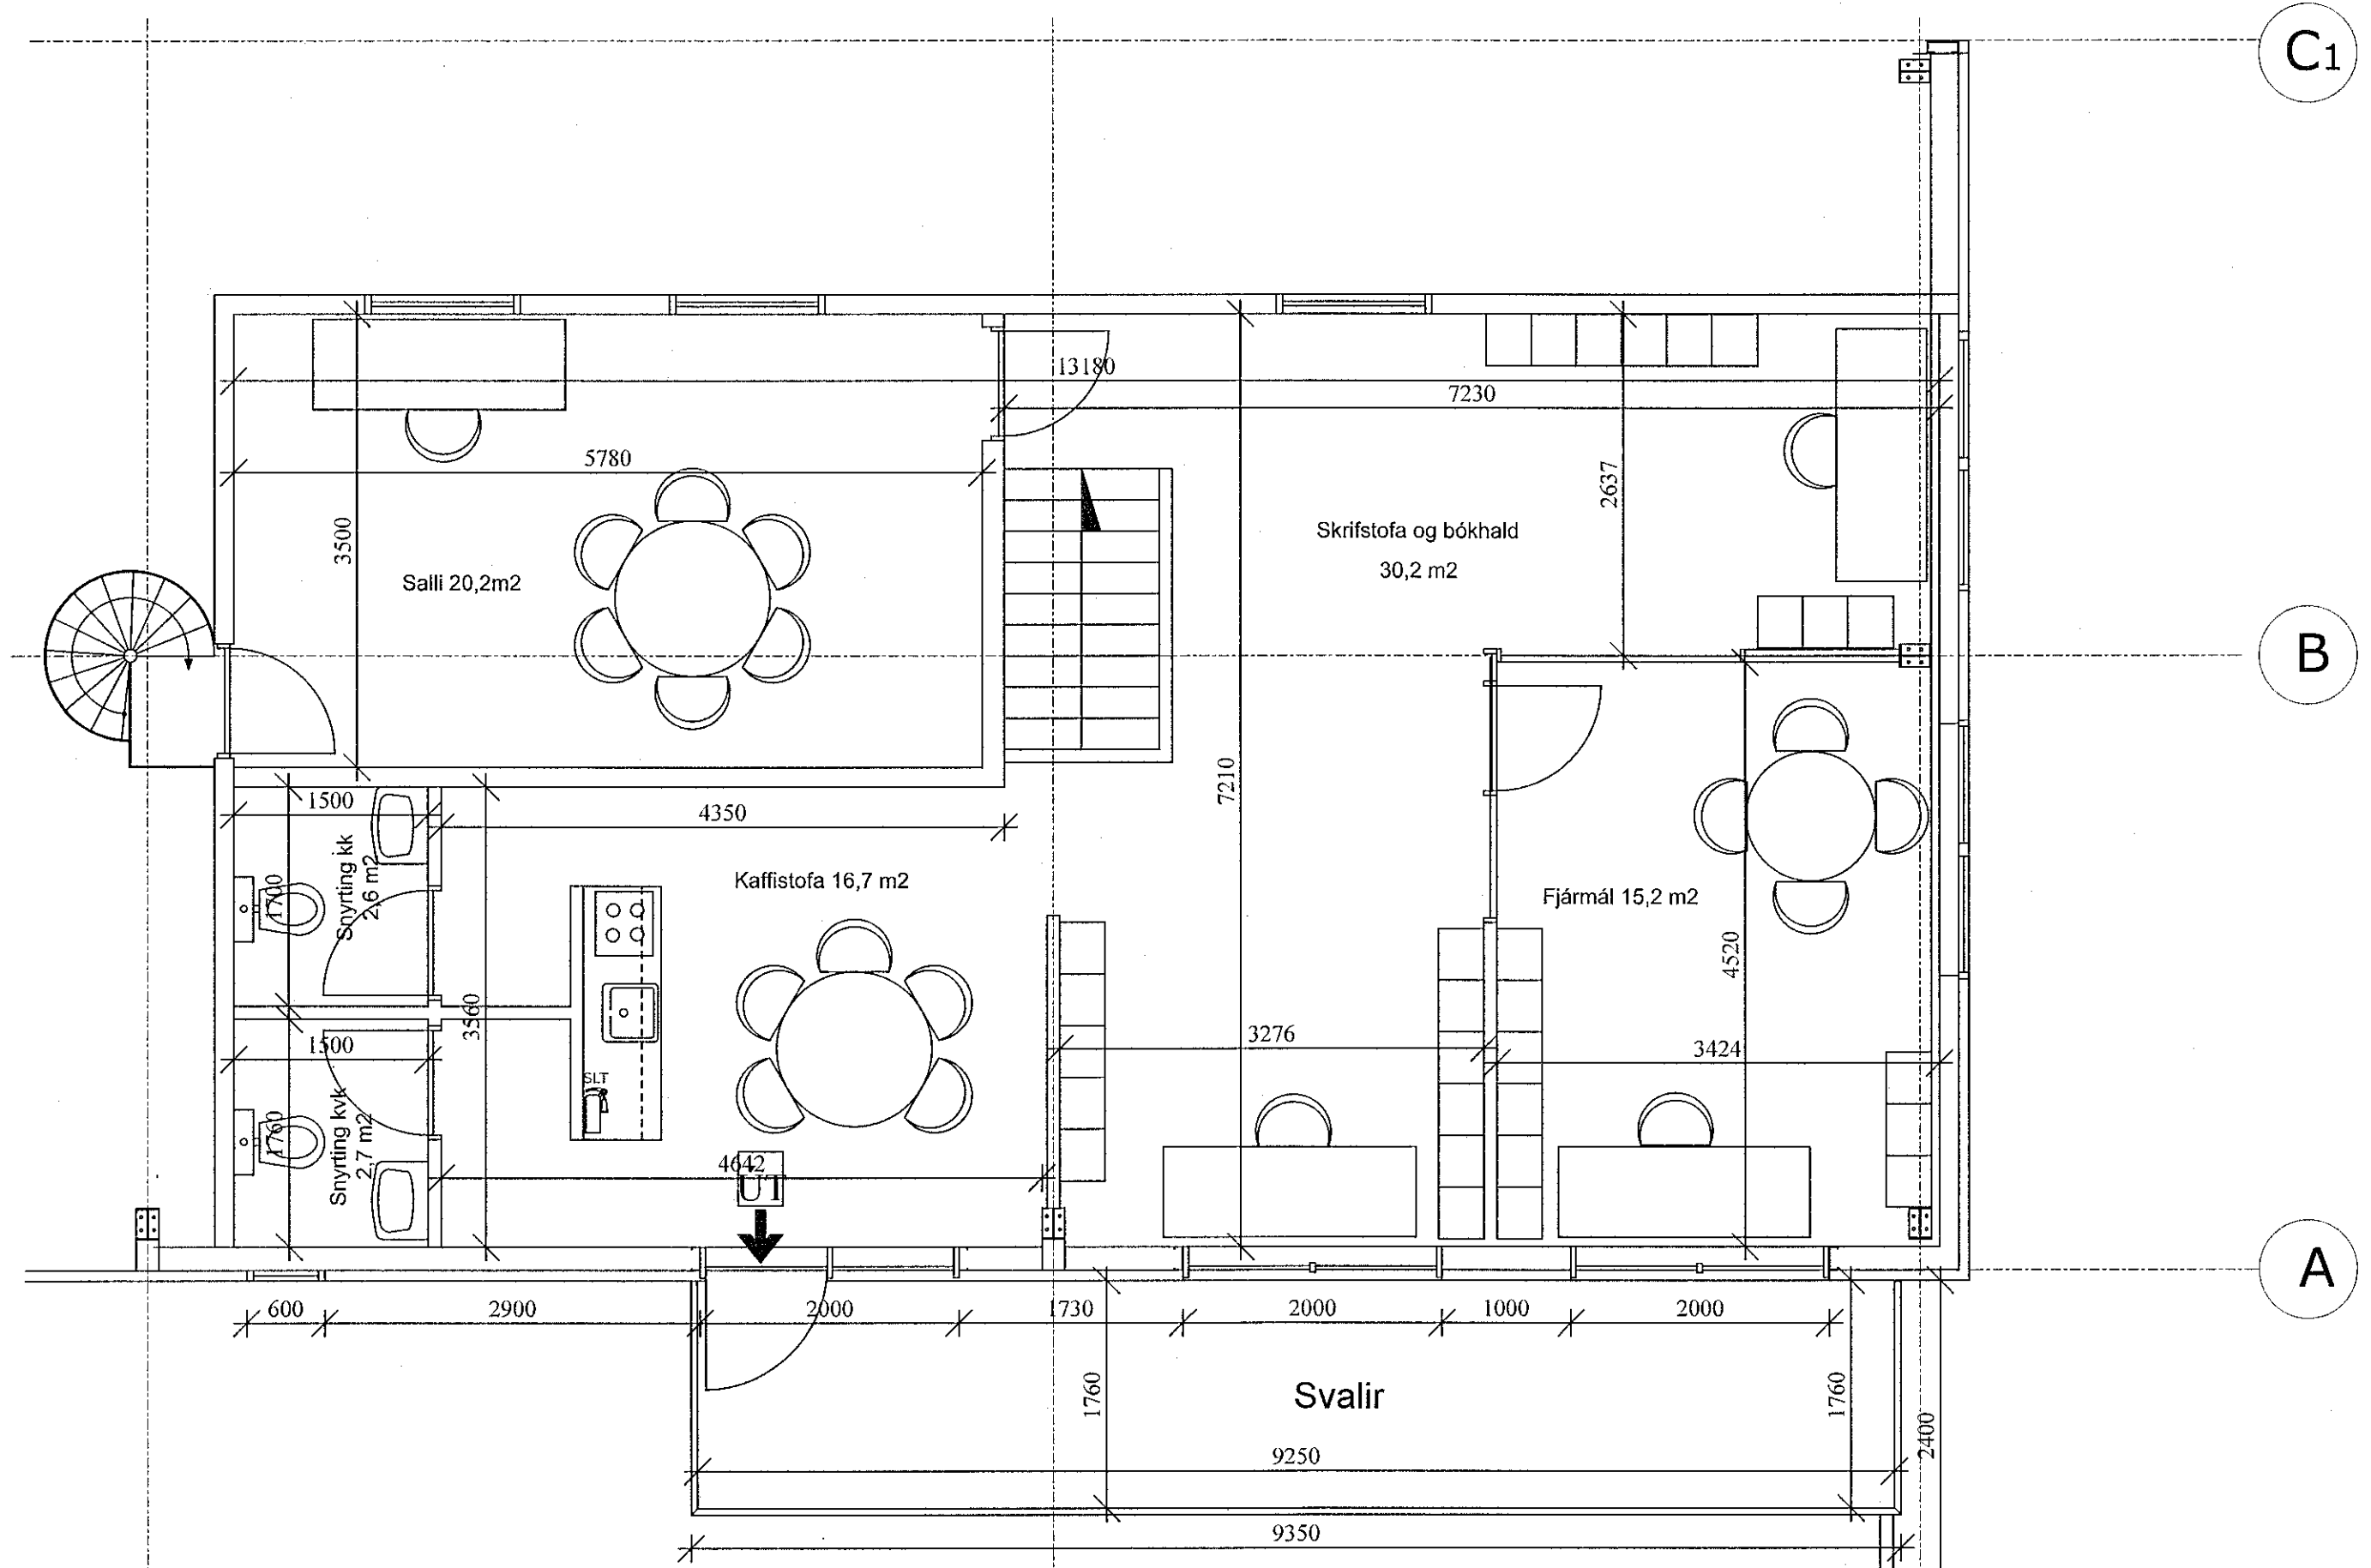 C1
13180
7230
5780
2637
3500
Skrifstofa og bókhald
30,2 m2
Salli 20,2m2
B
7210
1500
4350
Snyrting kk
2,6 m2
1700
Kaffistofa 16,7 m2
Fjármál 15,2 m2
4520
3560
1500
3276
3424
SLT
Snyrting kvk
2,7 m2
1760
4642
ÚT
A
600
2900
2000
1730
2000
1000
2000
1760
Svalir
1760
2400
9250
9350